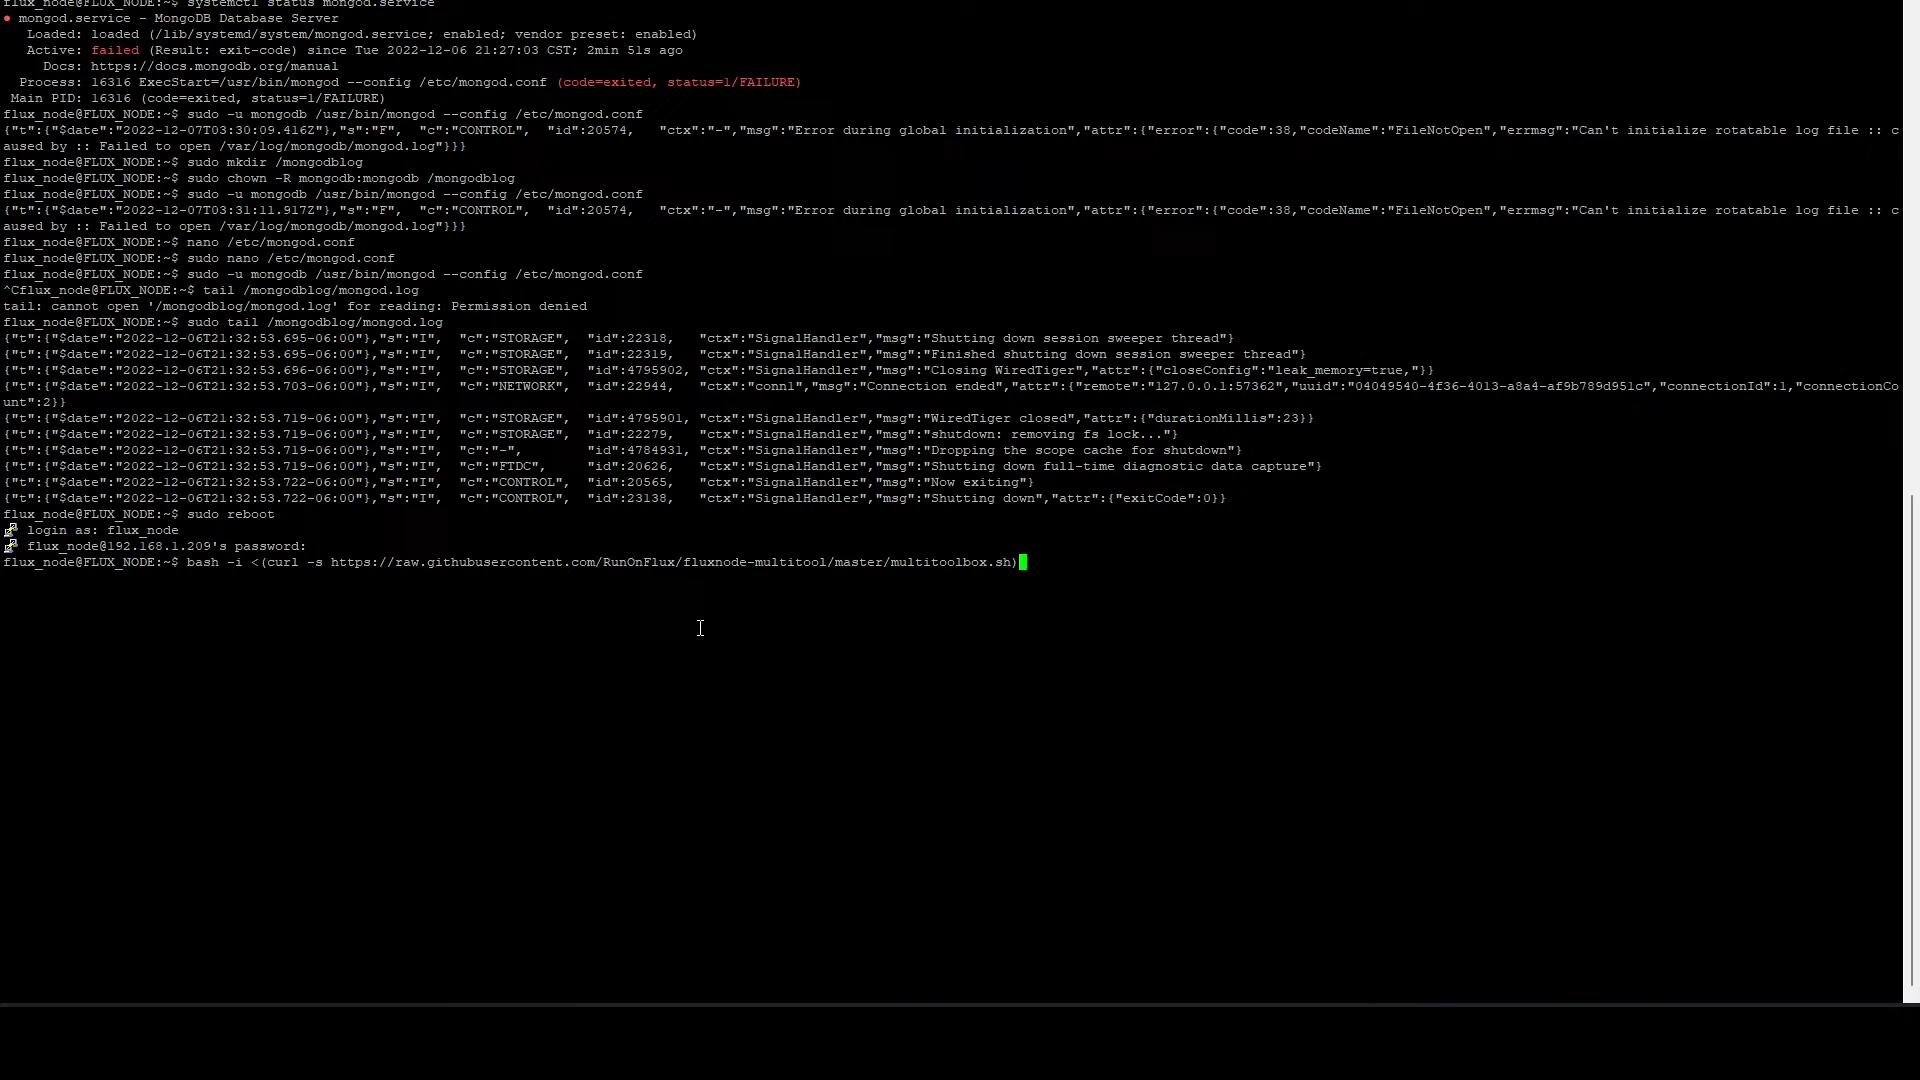 flux_node@FLUX_NODE:~$ systemctl status mongod.service
● mongod.service - MongoDB Database Server
   Loaded: loaded (/lib/systemd/system/mongod.service; enabled; vendor preset: enabled)
   Active: failed (Result: exit-code) since Tue 2022-12-06 21:27:03 CST; 2min 51s ago
     Docs: https://docs.mongodb.org/manual
  Process: 16316 ExecStart=/usr/bin/mongod --config /etc/mongod.conf (code=exited, status=1/FAILURE)
 Main PID: 16316 (code=exited, status=1/FAILURE)
flux_node@FLUX_NODE:~$ sudo -u mongodb /usr/bin/mongod --config /etc/mongod.conf
{"t":{"$date":"2022-12-07T03:30:09.416Z"},"s":"F",  "c":"CONTROL",  "id":20574,   "ctx":"-","msg":"Error during global initialization","attr":{"error":{"code":38,"codeName":"FileNotOpen","errmsg":"Can't initialize rotatable log file :: c
aused by :: Failed to open /var/log/mongodb/mongod.log"}}}
flux_node@FLUX_NODE:~$ sudo mkdir /mongodblog
flux_node@FLUX_NODE:~$ sudo chown -R mongodb:mongodb /mongodblog
flux_node@FLUX_NODE:~$ sudo -u mongodb /usr/bin/mongod --config /etc/mongod.conf
{"t":{"$date":"2022-12-07T03:31:11.917Z"},"s":"F",  "c":"CONTROL",  "id":20574,   "ctx":"-","msg":"Error during global initialization","attr":{"error":{"code":38,"codeName":"FileNotOpen","errmsg":"Can't initialize rotatable log file :: c
aused by :: Failed to open /var/log/mongodb/mongod.log"}}}
flux_node@FLUX_NODE:~$ nano /etc/mongod.conf
flux_node@FLUX_NODE:~$ sudo nano /etc/mongod.conf
flux_node@FLUX_NODE:~$ sudo -u mongodb /usr/bin/mongod --config /etc/mongod.conf
^Cflux_node@FLUX_NODE:~$ tail /mongodblog/mongod.log
tail: cannot open '/mongodblog/mongod.log' for reading: Permission denied
flux_node@FLUX_NODE:~$ sudo tail /mongodblog/mongod.log
{"t":{"$date":"2022-12-06T21:32:53.695-06:00"},"s":"I",  "c":"STORAGE",  "id":22318,   "ctx":"SignalHandler","msg":"Shutting down session sweeper thread"}
{"t":{"$date":"2022-12-06T21:32:53.695-06:00"},"s":"I",  "c":"STORAGE",  "id":22319,   "ctx":"SignalHandler","msg":"Finished shutting down session sweeper thread"}
{"t":{"$date":"2022-12-06T21:32:53.696-06:00"},"s":"I",  "c":"STORAGE",  "id":4795902, "ctx":"SignalHandler","msg":"Closing WiredTiger","attr":{"closeConfig":"leak_memory=true,"}}
{"t":{"$date":"2022-12-06T21:32:53.703-06:00"},"s":"I",  "c":"NETWORK",  "id":22944,   "ctx":"conn1","msg":"Connection ended","attr":{"remote":"127.0.0.1:57362","uuid":"04049540-4f36-4013-a8a4-af9b789d951c","connectionId":1,"connectionCo
unt":2}}
{"t":{"$date":"2022-12-06T21:32:53.719-06:00"},"s":"I",  "c":"STORAGE",  "id":4795901, "ctx":"SignalHandler","msg":"WiredTiger closed","attr":{"durationMillis":23}}
{"t":{"$date":"2022-12-06T21:32:53.719-06:00"},"s":"I",  "c":"STORAGE",  "id":22279,   "ctx":"SignalHandler","msg":"shutdown: removing fs lock..."}
{"t":{"$date":"2022-12-06T21:32:53.719-06:00"},"s":"I",  "c":"-",        "id":4784931, "ctx":"SignalHandler","msg":"Dropping the scope cache for shutdown"}
{"t":{"$date":"2022-12-06T21:32:53.719-06:00"},"s":"I",  "c":"FTDC",     "id":20626,   "ctx":"SignalHandler","msg":"Shutting down full-time diagnostic data capture"}
{"t":{"$date":"2022-12-06T21:32:53.722-06:00"},"s":"I",  "c":"CONTROL",  "id":20565,   "ctx":"SignalHandler","msg":"Now exiting"}
{"t":{"$date":"2022-12-06T21:32:53.722-06:00"},"s":"I",  "c":"CONTROL",  "id":23138,   "ctx":"SignalHandler","msg":"Shutting down","attr":{"exitCode":0}}
flux_node@FLUX_NODE:~$ sudo reboot
login as: flux_node
flux_node@192.168.1.209's password:
flux_node@FLUX_NODE:~$ bash -i <(curl -s https://raw.githubusercontent.com/RunOnFlux/fluxnode-multitool/master/multitoolbox.sh)